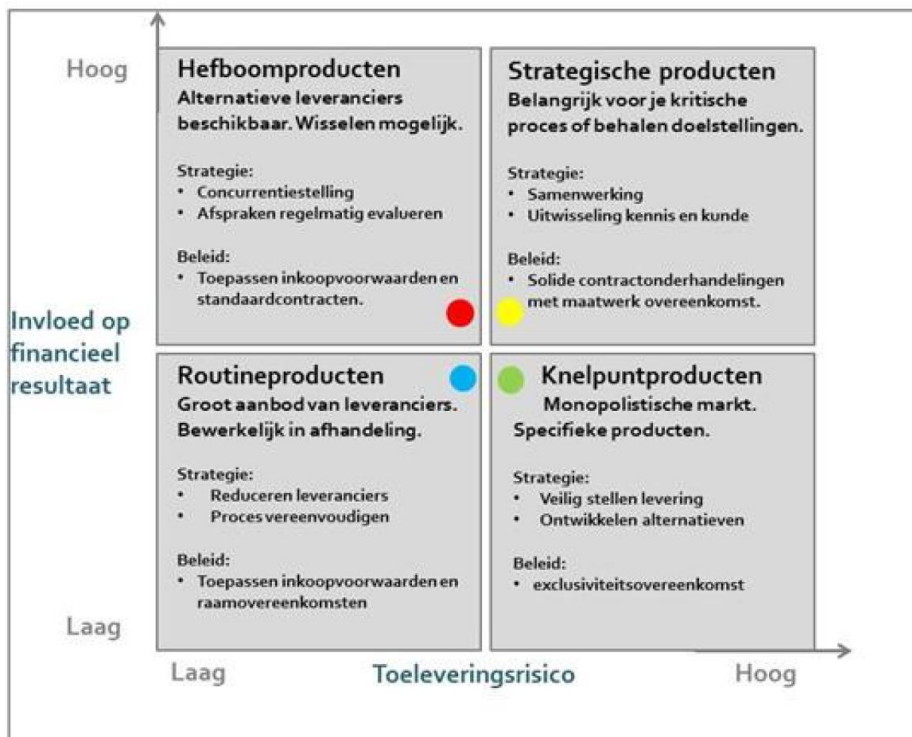 Hoog
Hefboomproducten
Alternatieve leveranciers
beschikbaar. Wisselen mogelijk.
Strategie:
• Concurrentiestelling
• Afspraken regelmatig evalueren
Beleid:
• Toepassen inkoopvoorwaarden en
standaardcontracten.
Strategische producten
Belangrijk voor je kritische
proces of behalen doelstellingen.
Strategie:
• Samenwerking
• Uitwisseling kennis en kunde
Beleid:
• Solide contractonderhandelingen
met maatwerk overeenkomst.
Invloed op
financieel
resultaat
Routineproducten
Groot aanbod van leveranciers.
Bewerkelijk in afhandeling.
Strategie:
• Reduceren leveranciers
• Proces vereenvoudigen
Beleid:
• Toepassen inkoopvoorwaarden en
raamovereenkomsten
Knelpuntproducten
Monopolistische markt.
Specifieke producten.
Strategie:
• Veilig stellen levering
• Ontwikkelen alternatieven
Beleid:
• exclusiviteitsovereenkomst
Laag
Laag
Toeleveringsrisico
Hoog